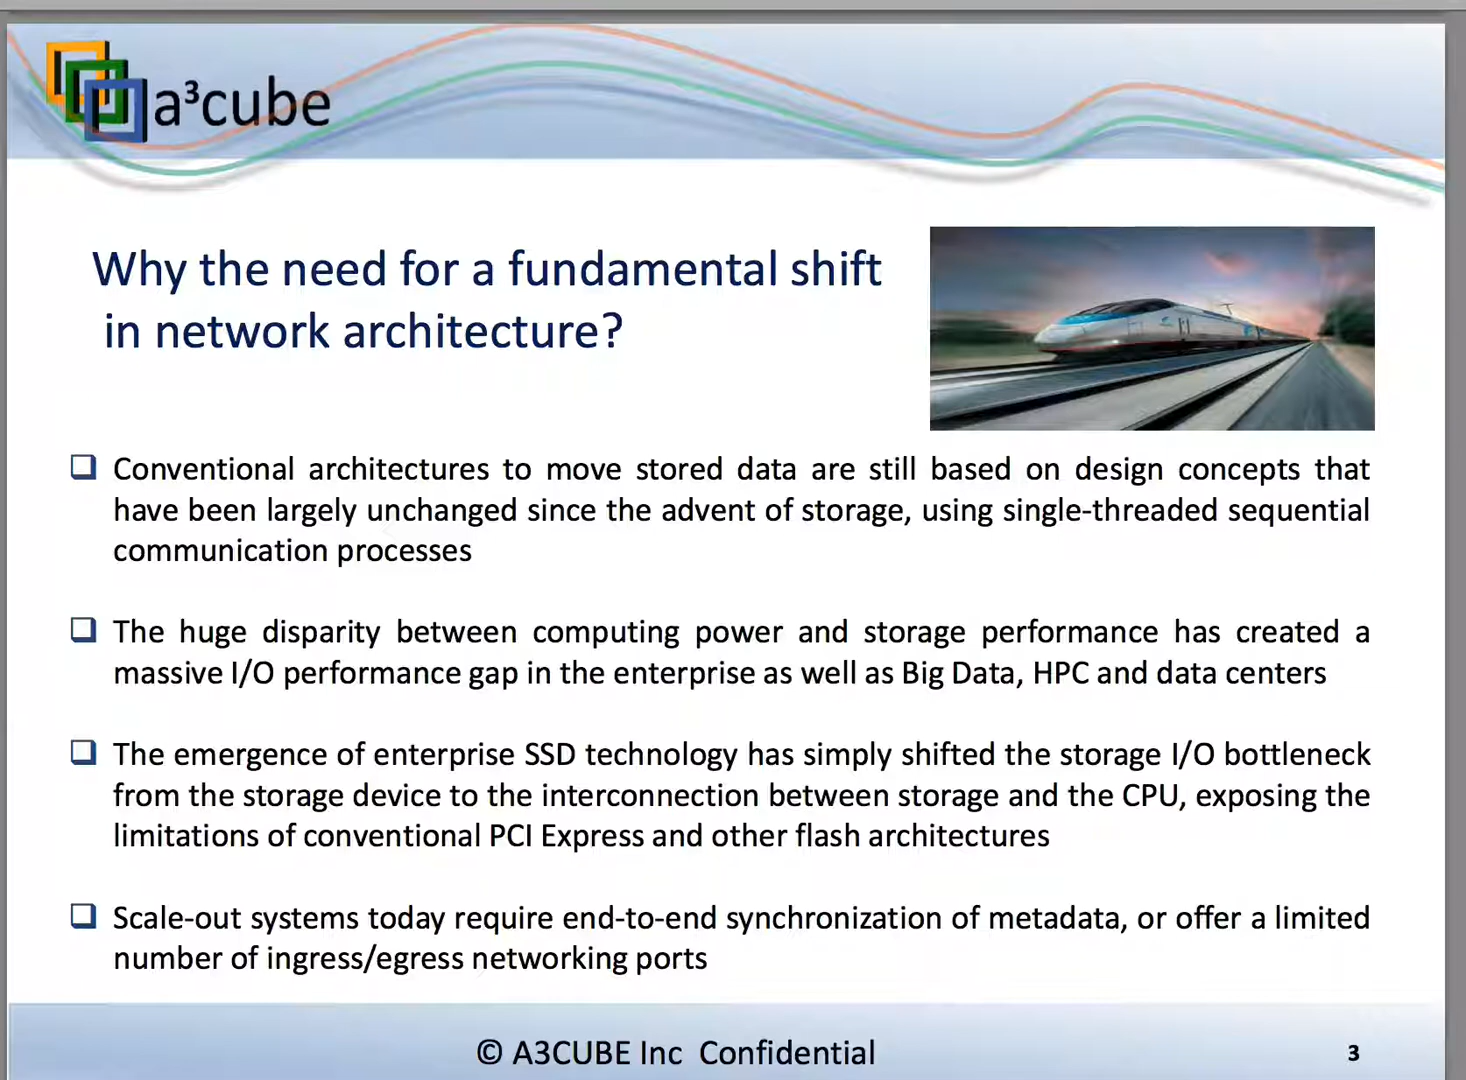 a³cube
Why the need for a fundamental shift
in network architecture?
❑ Conventional architectures to move stored data are still based on design concepts that
have been largely unchanged since the advent of storage, using single-threaded sequential
communication processes
❑ The huge disparity between computing power and storage performance has created a
massive I/O performance gap in the enterprise as well as Big Data, HPC and data centers
❑ The emergence of enterprise SSD technology has simply shifted the storage I/O bottleneck
from the storage device to the interconnection between storage and the CPU, exposing the
limitations of conventional PCI Express and other flash architectures
❑ Scale-out systems today require end-to-end synchronization of metadata, or offer a limited
number of ingress/egress networking ports
© A3CUBE Inc Confidential
3